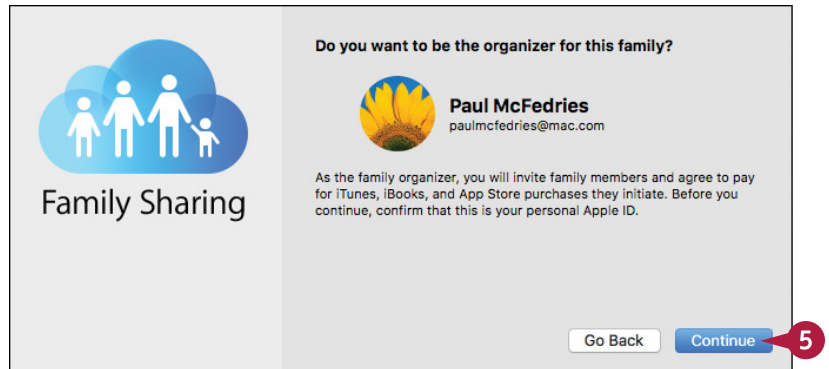 Do you want to be the organizer for this family?
Paul McFedries
paulmcfedries@mac.com
As the family organizer, you will invite family members and agree to pay
for iTunes, iBooks, and App Store purchases they initiate. Before you
continue, confirm that this is your personal Apple ID.
Family Sharing
Go Back
Continue
5